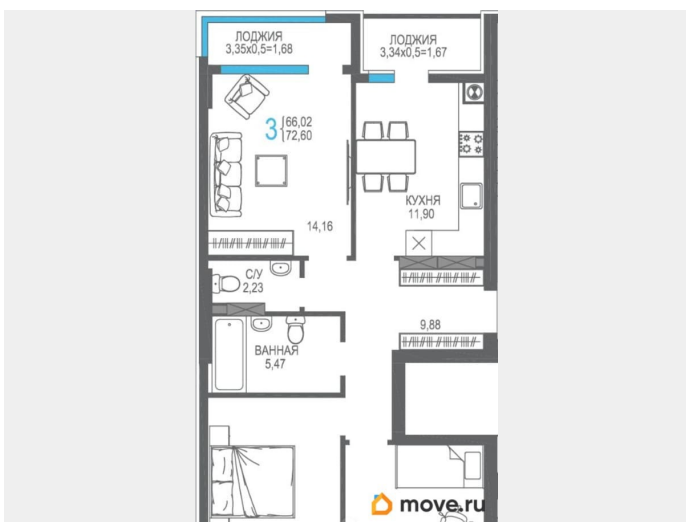 ЛОДЖИЯ
3,35х0,5=1,68
ЛОДЖИЯ
3,34х0,5=1,67
3
66,02
72,60
КУХНЯ
11,90
14,16
С/У
2,23
9,88
ВАННАЯ
5,47
move.ru